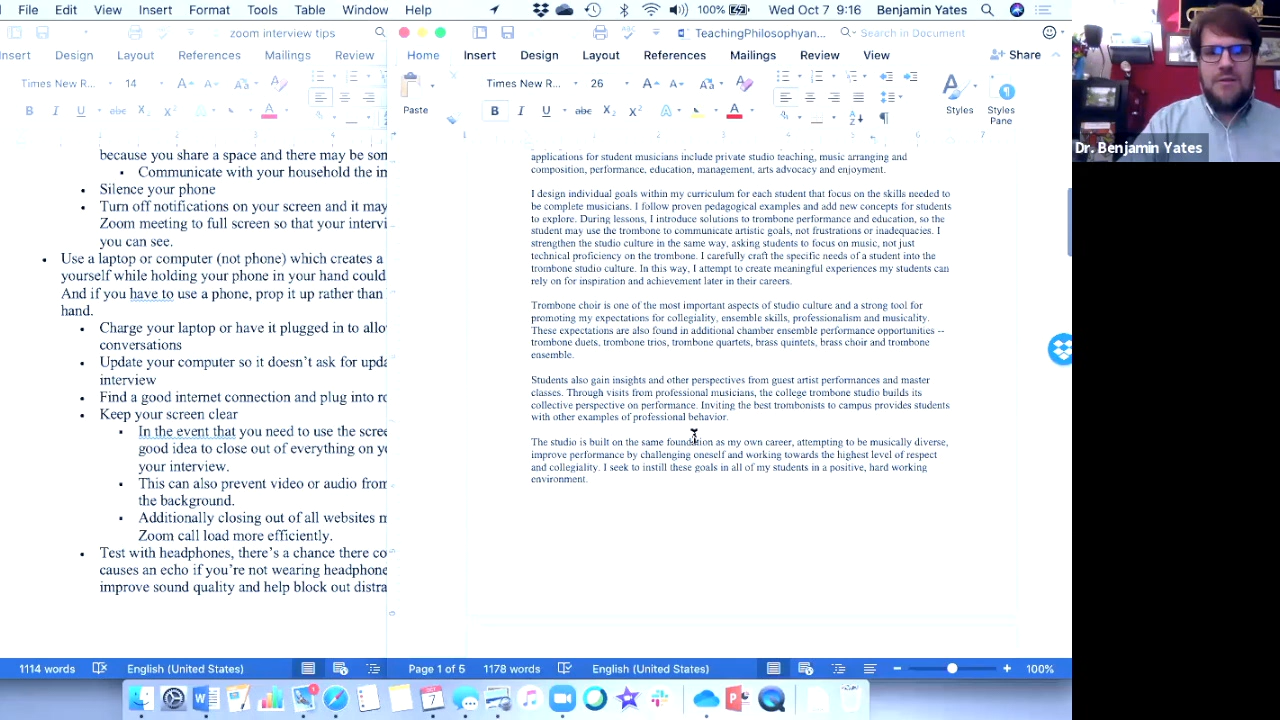 File Edit View Insert Format Tools Table Window Help 100% Wed Oct 7 9:16 Benjamin Yates
zoom interview tips
TeachingPhilosophyan... Search in Document
nsert Design Layout References Mailings Review
Home Insert Design Layout References Mailings Review View Share
Times New... 14
Paste
Times New R... 26
B I U abc X₂ X
B I U abc X₂ X² A A
Styles
Styles Pane
because you share a space and there may be son
Communicate with your household the im
Silence your phone
Turn off notifications on your screen and it may
Zoom meeting to full screen so that your intervi
you can see.
Use a laptop or computer (not phone) which creates a
yourself while holding your phone in your hand could
And if you have to use a phone, prop it up rather than
hand.
Charge your laptop or have it plugged in to allo
conversations
Update your computer so it doesn't ask for upda
interview
Find a good internet connection and plug into ro
Keep your screen clear
In the event that you need to use the scree
good idea to close out of everything on yo
your interview.
This can also prevent video or audio from
the background.
Additionally closing out of all websites m
Zoom call load more efficiently.
Test with headphones, there's a chance there co
causes an echo if you're not wearing headphone
improve sound quality and help block out distra
applications for student musicians include private studio teaching, music arranging and
composition, performance, education, management, arts advocacy and enjoyment.
I design individual goals within my curriculum for each student that focus on the skills needed to
be complete musicians. I follow proven pedagogical examples and add new concepts for students
to explore. During lessons, I introduce solutions to trombone performance and education, so the
student may use the trombone to communicate artistic goals, not frustrations or inadequacies. I
strengthen the studio culture in the same way, asking students to focus on music, not just
technical proficiency on the trombone. I carefully craft the specific needs of a student into the
trombone studio culture. In this way, I attempt to create meaningful experiences my students can
rely on for inspiration and achievement later in their careers.
Trombone choir is one of the most important aspects of studio culture and a strong tool for
promoting my expectations for collegiality, ensemble skills, professionalism and musicality.
These expectations are also found in additional chamber ensemble performance opportunities --
trombone duets, trombone trios, trombone quartets, brass quintets, brass choir and trombone
ensemble.
Students also gain insights and other perspectives from guest artist performances and master
classes. Through visits from professional musicians, the college trombone studio builds its
collective perspective on performance. Inviting the best trombonists to campus provides students
with other examples of professional behavior.
The studio is built on the same foundation as my own career, attempting to be musically diverse,
improve performance by challenging oneself and working towards the highest level of respect
and collegiality. I seek to instill these goals in all of my students in a positive, hard working
environment.
Dr. Benjamin Yates
1114 words English (United States)
Page 1 of 5 1178 words English (United States) 100%